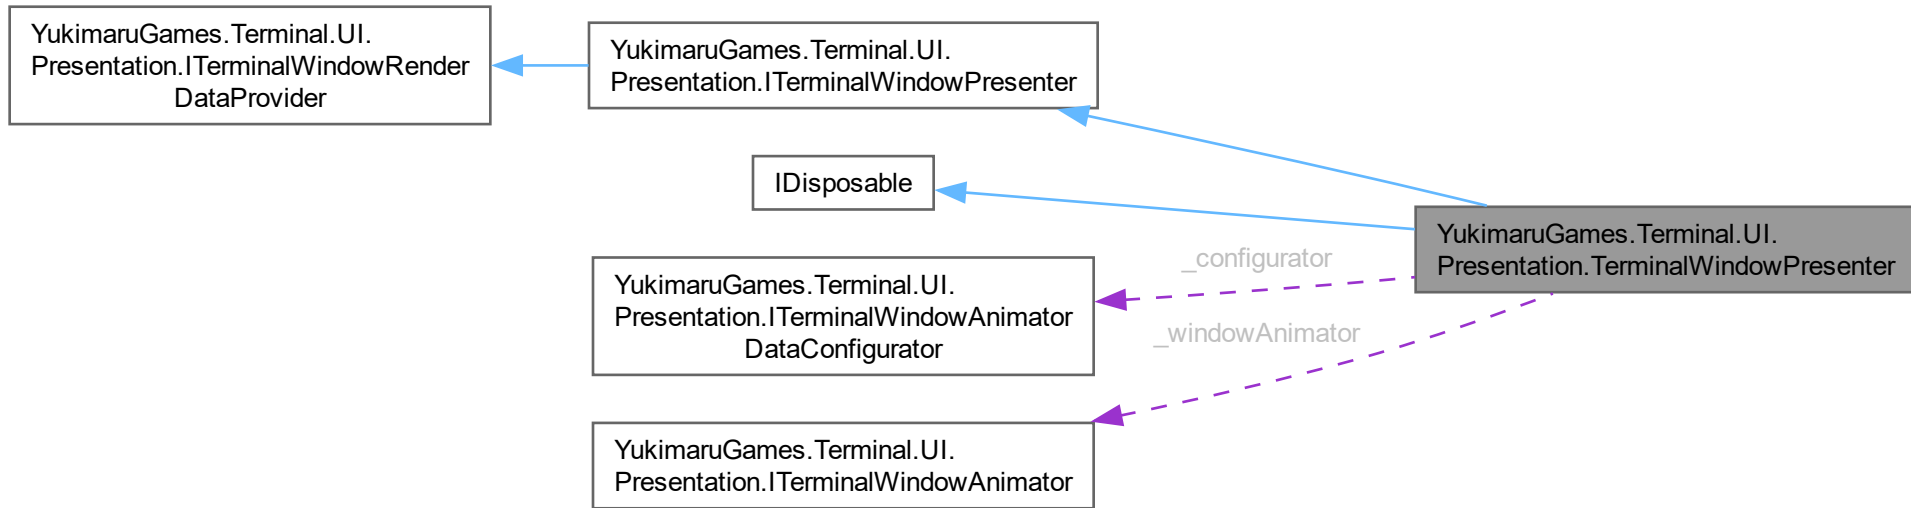 YukimaruGames.Terminal.UI.
Presentation.ITerminalWindowRender
DataProvider
YukimaruGames.Terminal.UI.
Presentation.ITerminalWindowPresenter
IDisposable
YukimaruGames.Terminal.UI.
Presentation.TerminalWindowPresenter
_configurator
YukimaruGames.Terminal.UI.
Presentation.ITerminalWindowAnimator
DataConfigurator
_windowAnimator
YukimaruGames.Terminal.UI.
Presentation.ITerminalWindowAnimator